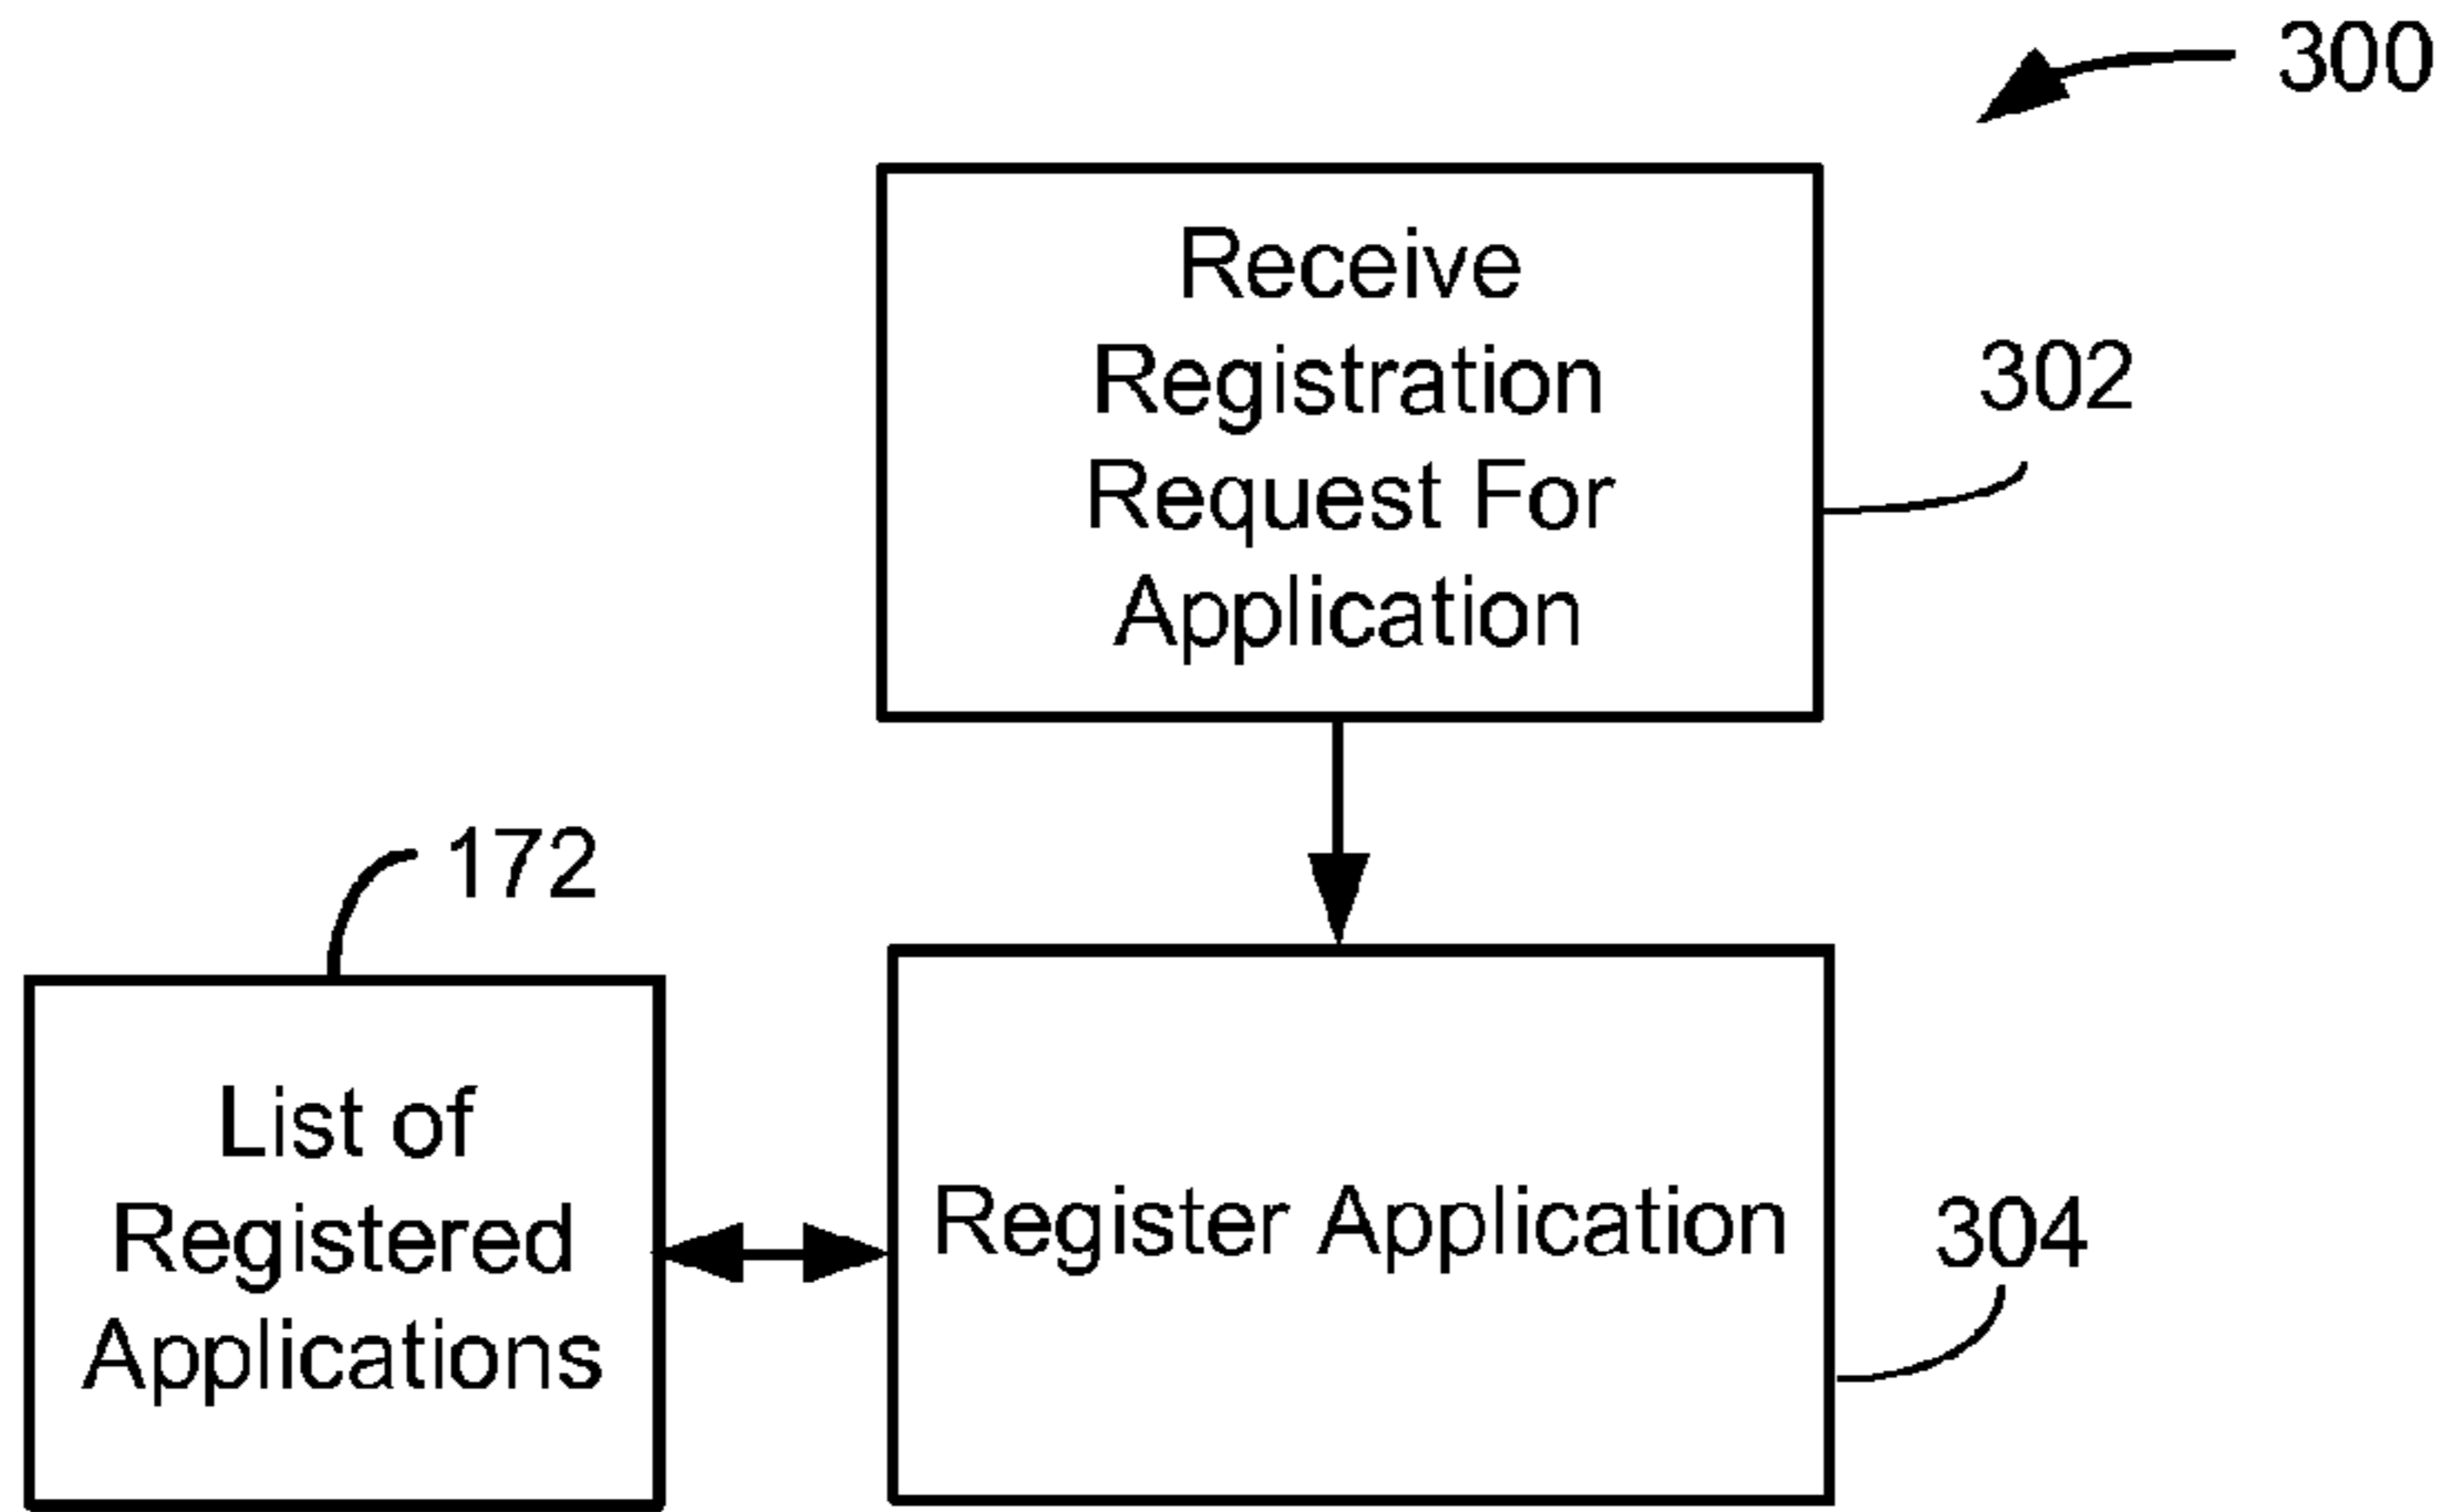 300
Receive
Registration
Request For
Application
302
172
List of
Registered
Applications
Register Application
304